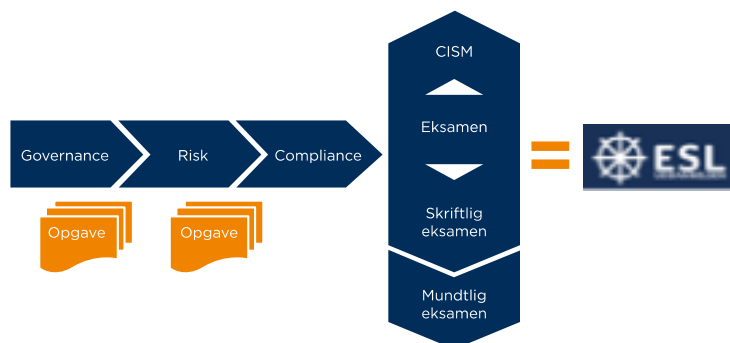 CISM
Governance
Risk
Compliance
Eksamen
ESL
Opgave
Opgave
Skriftlig
eksamen
Mundtlig
eksamen